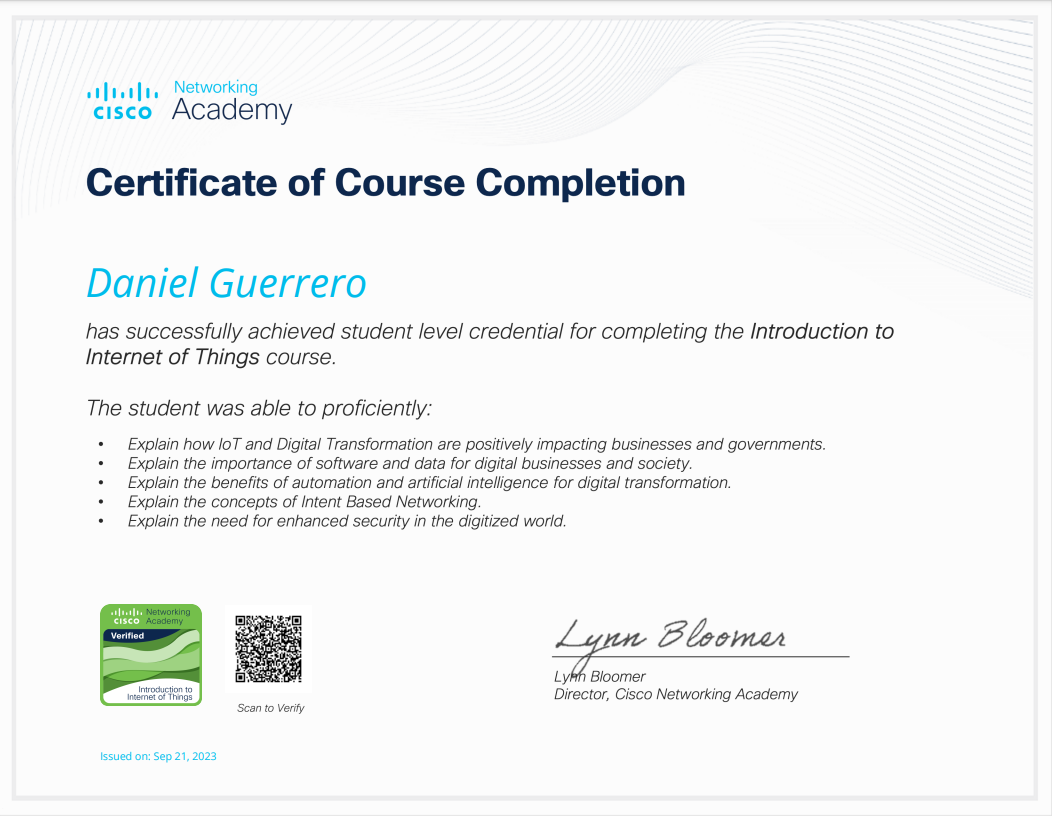 Networking
CISCO Academy
Certificate of Course Completion
Daniel Guerrero
has successfully achieved student level credential for completing the Introduction to
Internet of Things course.
The student was able to proficiently:
• Explain how IoT and Digital Transformation are positively impacting businesses and governments.
• Explain the importance of software and data for digital businesses and society.
• Explain the benefits of automation and artificial intelligence for digital transformation.
• Explain the concepts of Intent Based Networking.
• Explain the need for enhanced security in the digitized world.
Networking
CISCO Academy
Verified
Introduction to
Internet of Things
Scan to Verify
Lynn Bloomer
Lynn Bloomer
Director, Cisco Networking Academy
Issued on: Sep 21, 2023